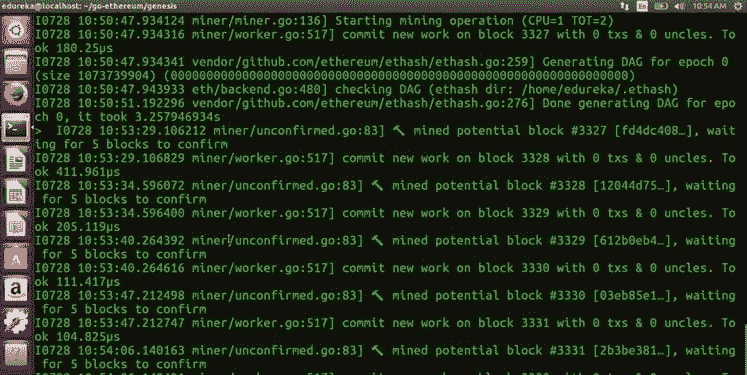 edureka@localhost: ~/go-ethereum/genesis
En
10:54 AM
I0728 10:50:47.934124 miner/miner.go:136] Starting mining operation (CPU=1 TOT=2)
I0728 10:50:47.934316 miner/worker.go:517] commit new work on block 3327 with 0 txs & 0 uncles. To
ok 180.25µs
I0728 10:50:47.934341 vendor/github.com/ethereum/ethash/ethash.go:259] Generating DAG for epoch 0
(size 1073739904) (0000000000000000000000000000000000000000000000000000000000000000)
I0728 10:50:47.943933 eth/backend.go:480] checking DAG (ethash dir: /home/edureka/.ethash)
I0728 10:50:51.192296 vendor/github.com/ethereum/ethash/ethash.go:276] Done generating DAG for epo
ch 0, it took 3.257946934s
> I0728 10:53:29.106212 miner/unconfirmed.go:83] 🔨 mined potential block #3327 [fd4dc408…], wait
ing for 5 blocks to confirm
I0728 10:53:29.106829 miner/worker.go:517] commit new work on block 3328 with 0 txs & 0 uncles. To
ok 411.961µs
I0728 10:53:34.596072 miner/unconfirmed.go:83] 🔨 mined potential block #3328 [12044d75…], waiting
for 5 blocks to confirm
I0728 10:53:34.596400 miner/worker.go:517] commit new work on block 3329 with 0 txs & 0 uncles. To
ok 205.119µs
I0728 10:53:40.264392 miner/unconfirmed.go:83] 🔨 mined potential block #3329 [612b0eb4…], waiting
for 5 blocks to confirm
I0728 10:53:40.264616 miner/worker.go:517] commit new work on block 3330 with 0 txs & 0 uncles. To
ok 111.417µs
I0728 10:53:47.212498 miner/unconfirmed.go:83] 🔨 mined potential block #3330 [03eb85e1…], waiting
for 5 blocks to confirm
I0728 10:53:47.212747 miner/worker.go:517] commit new work on block 3331 with 0 txs & 0 uncles. To
ok 104.825µs
I0728 10:54:06.140163 miner/unconfirmed.go:83] 🔨 mined potential block #3331 [2b3be381…], waiting
for 5 blocks to confirm